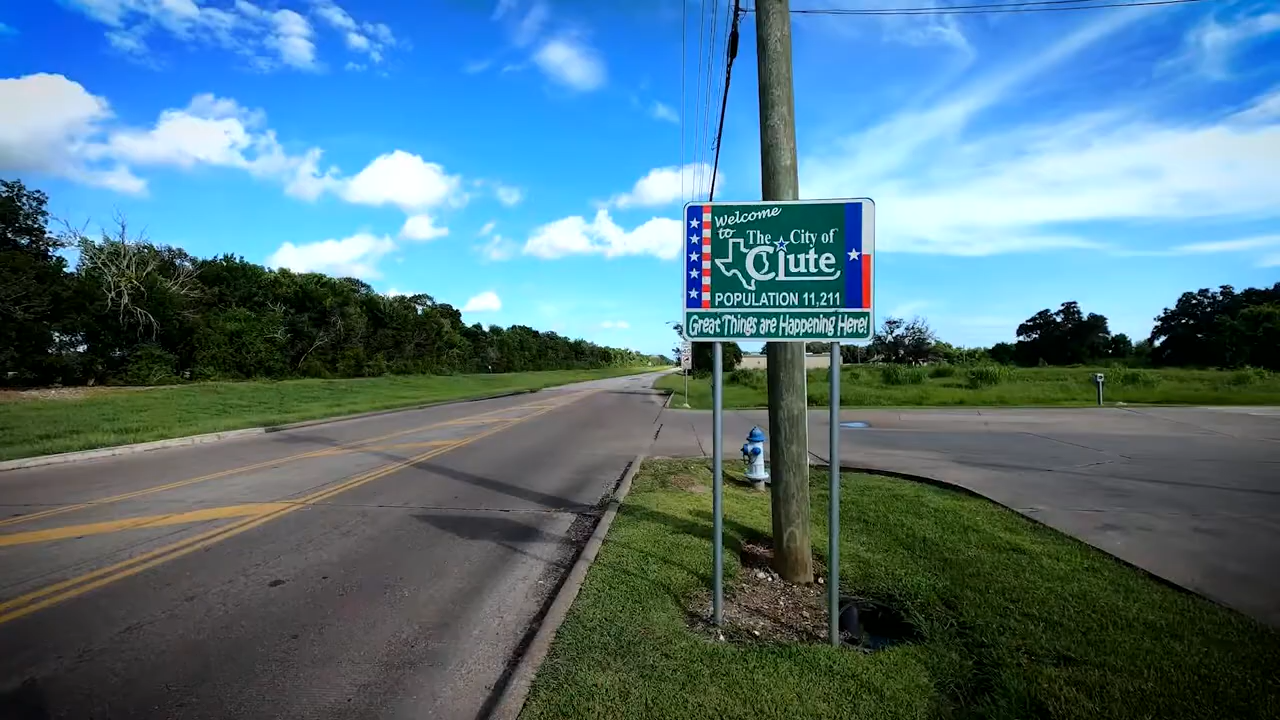 Welcome
to The City of
Clute
POPULATION 11,211
Great Things are Happening Here!